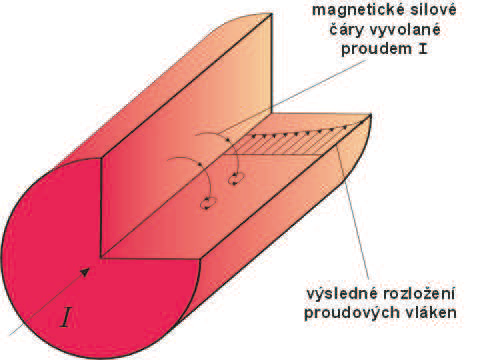 magnetické silové
čáry vyvolané
proudem I
výsledné rozložení
proudových vláken
I